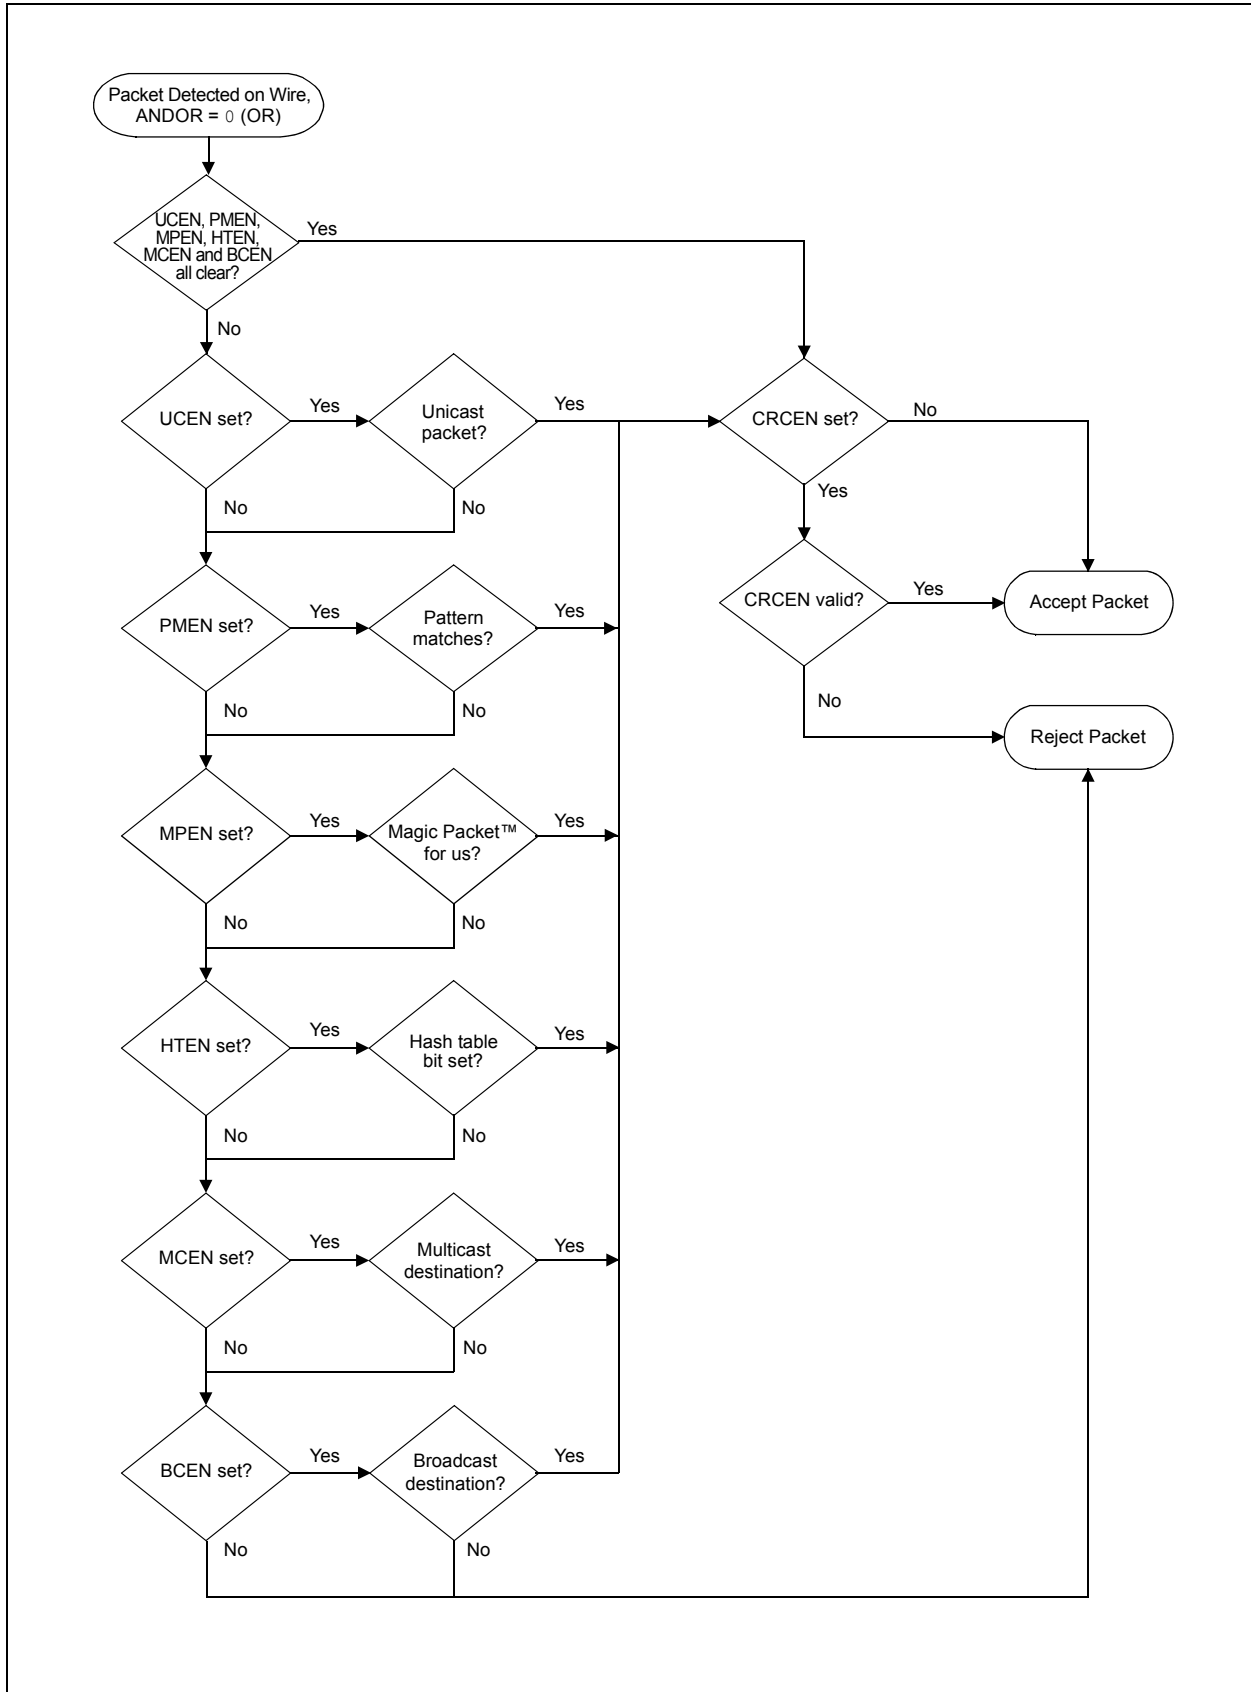 Packet Detected on Wire,
ANDOR = 0 (OR)
UCEN, PMEN,
MPEN, HTEN,
MCEN and BCEN
all clear?
Yes
No
UCEN set?
Yes
Unicast
packet?
Yes
CRCEN set?
No
No
No
Yes
PMEN set?
Yes
Pattern
matches?
Yes
CRCEN valid?
Yes
Accept Packet
No
No
No
Reject Packet
MPEN set?
Yes
Magic Packet™
for us?
Yes
No
No
HTEN set?
Yes
Hash table
bit set?
Yes
No
No
MCEN set?
Yes
Multicast
destination?
Yes
No
No
BCEN set?
Yes
Broadcast
destination?
Yes
No
No